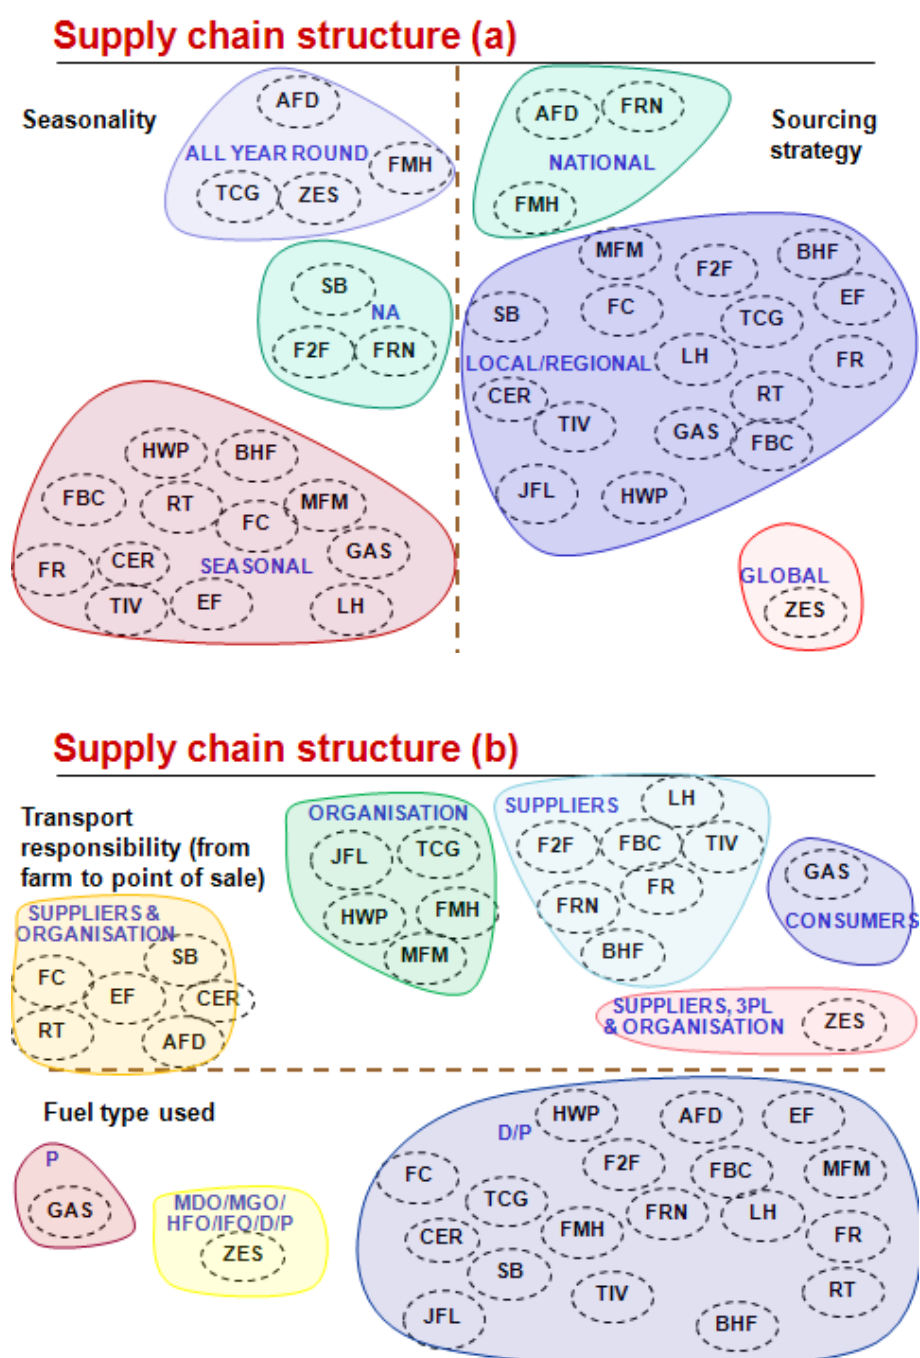 Supply chain structure (a)
Seasonality
AFD
ALL YEAR ROUND
FMH
TCG
ZES
SB
NA
F2F
FRN
HWP
BHF
FBC
RT
MFM
FC
GAS
FR
CER
SEASONAL
TIV
EF
LH
Sourcing
strategy
AFD
FRN
NATIONAL
FMH
MFM
BHF
F2F
EF
SB
FC
TCG
LH
FR
LOCAL/REGIONAL
CER
RT
TIV
GAS
FBC
JFL
HWP
GLOBAL
ZES
Supply chain structure (b)
Transport
responsibility (from
farm to point of sale)
SUPPLIERS &
ORGANISATION
SB
FC
EF
CER
RT
AFD
ORGANISATION
JFL
TCG
HWP
FMH
MFM
SUPPLIERS
LH
F2F
FBC
TIV
FR
FRN
BHF
GAS
CONSUMERS
SUPPLIERS, 3PL
& ORGANISATION
ZES
Fuel type used
P
GAS
MDO/MGO/
HFO/IFO/D/P
ZES
D/P
HWP
AFD
EF
FC
F2F
FBC
MFM
TCG
FMH
FRN
LH
CER
FR
SB
TIV
RT
JFL
BHF